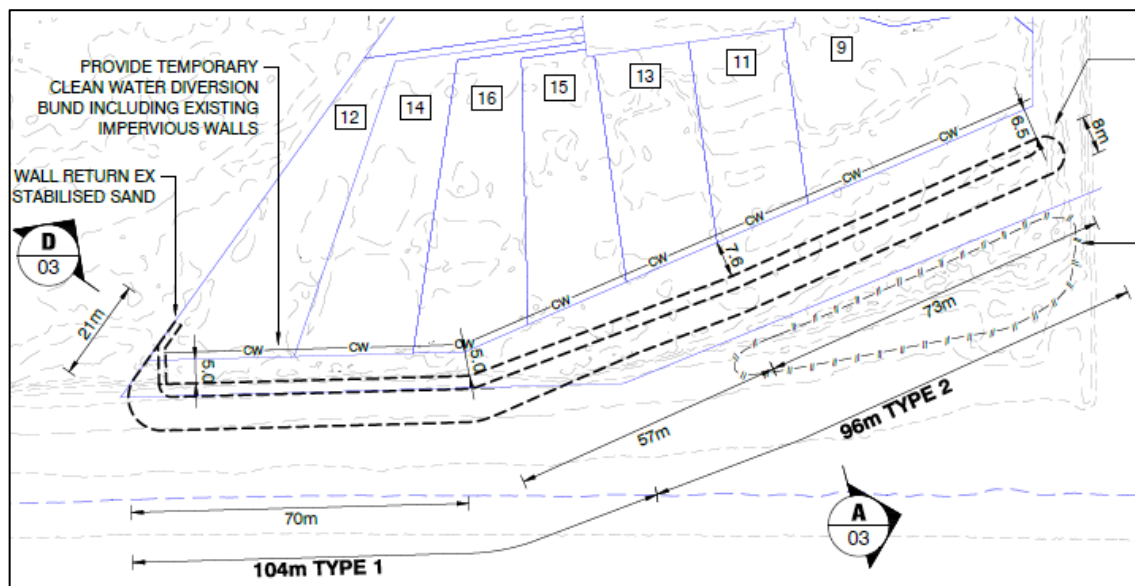 PROVIDE TEMPORARY
CLEAN WATER DIVERSION
BUND INCLUDING EXISTING
IMPERVIOUS WALLS
WALL RETURN EX
STABILISED SAND
12
14
16
15
13
11
9
CW
CW
CW
CW
CW
CW
CW
CW
6.5
8m
7.6
5.0
5.0
D
03
21m
73m
57m
96m TYPE 2
70m
104m TYPE 1
A
03